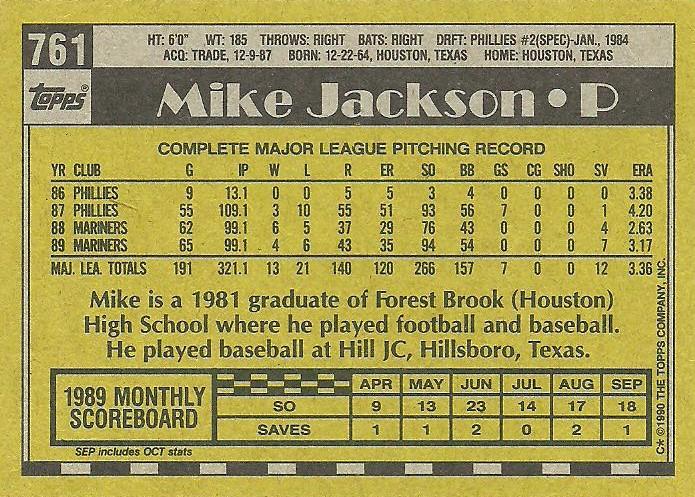 761
HT: 6'0" WT: 185 THROWS: RIGHT BATS: RIGHT DRFT: PHILLIES #2(SPEC)-JAN., 1984
ACQ: TRADE, 12-9-87 BORN: 12-22-64, HOUSTON, TEXAS HOME: HOUSTON, TEXAS
topps®
Mike Jackson • P
COMPLETE MAJOR LEAGUE PITCHING RECORD
YR CLUB G IP W L R ER SO BB GS CG SHO SV ERA
86 PHILLIES 9 13.1 0 0 5 5 3 4 0 0 0 0 3.38
87 PHILLIES 55 109.1 3 10 55 51 93 56 7 0 0 1 4.20
88 MARINERS 62 99.1 6 5 37 29 76 43 0 0 0 4 2.63
89 MARINERS 65 99.1 4 6 43 35 94 54 0 0 0 7 3.17
MAJ. LEA. TOTALS 191 321.1 13 21 140 120 266 157 7 0 0 12 3.36
Mike is a 1981 graduate of Forest Brook (Houston)
High School where he played football and baseball.
He played baseball at Hill JC, Hillsboro, Texas.
1989 MONTHLY
SCOREBOARD
APR MAY JUN JUL AUG SEP
SO 9 13 23 14 17 18
SAVES 1 1 2 0 2 1
SEP includes OCT stats
C* ©1990 THE TOPPS COMPANY, INC.